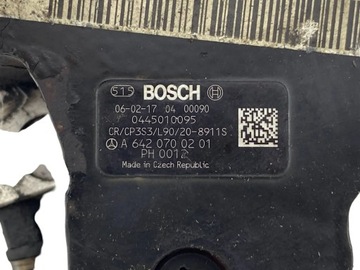 515 BOSCH
06-02-17 04 00090
0445010095
CR/CP3S3/L90/20-8911S
A 642 070 02 01
PH 0012
Made in Czech Republic